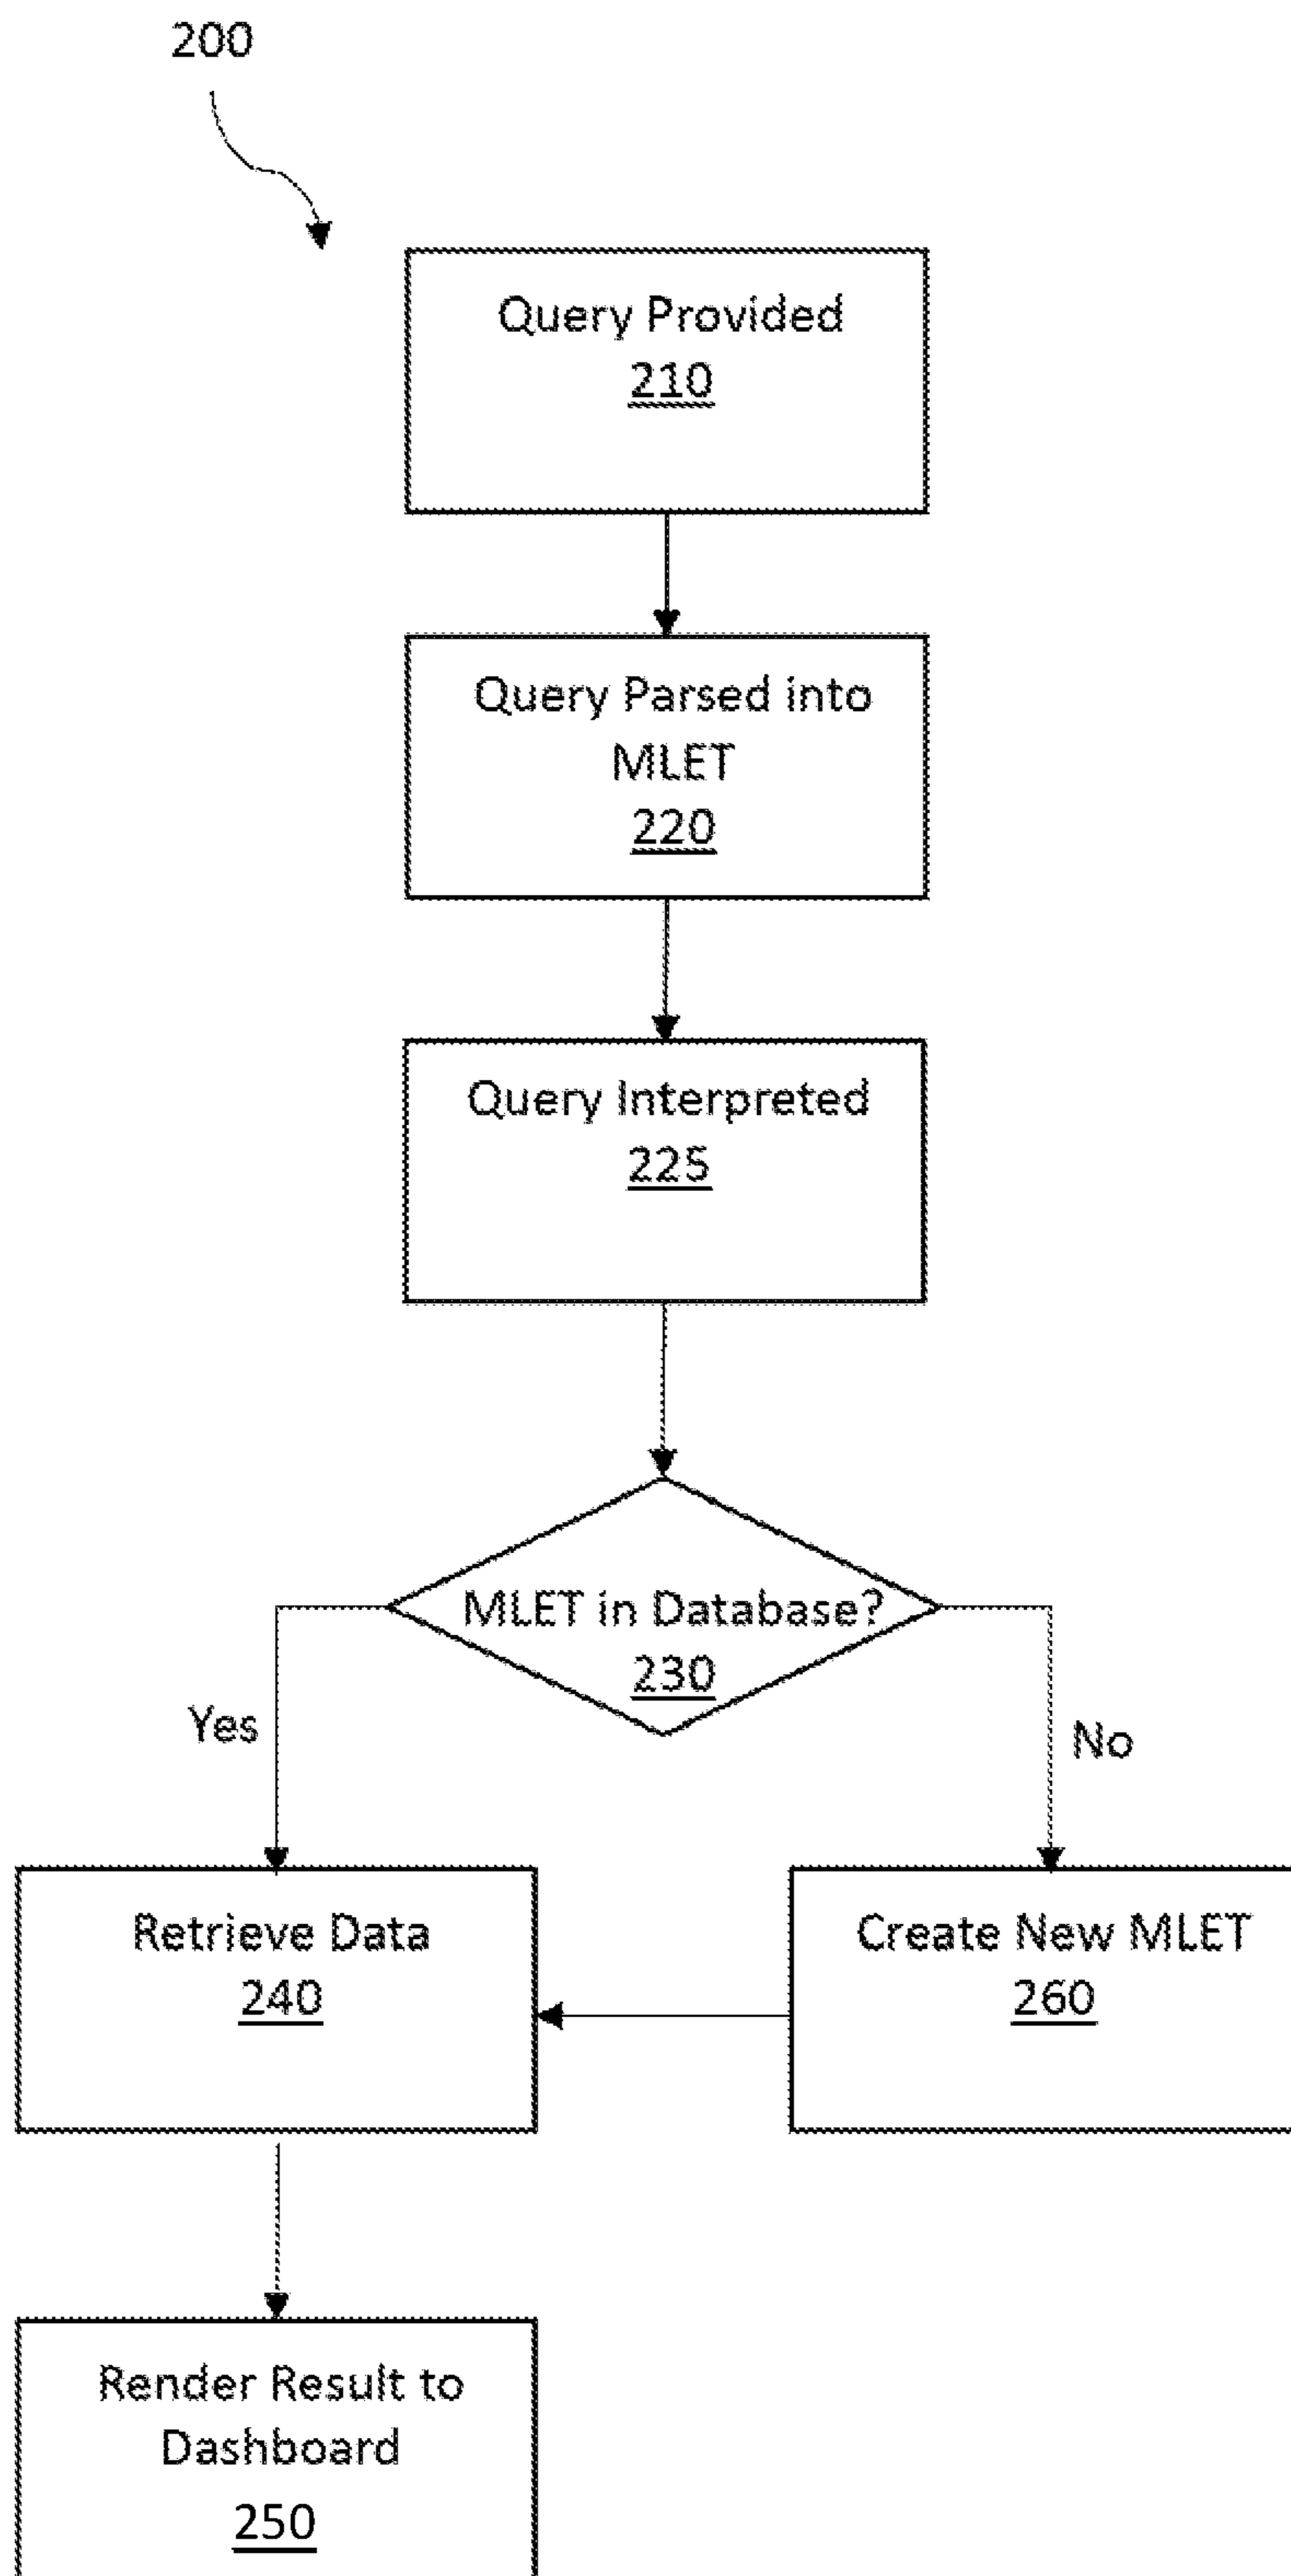 200
Query Provided
210
Query Parsed into
MLET
220
Query Interpreted
225
MLET in Database?
230
Yes
No
Retrieve Data
240
Create New MLET
260
Render Result to
Dashboard
250